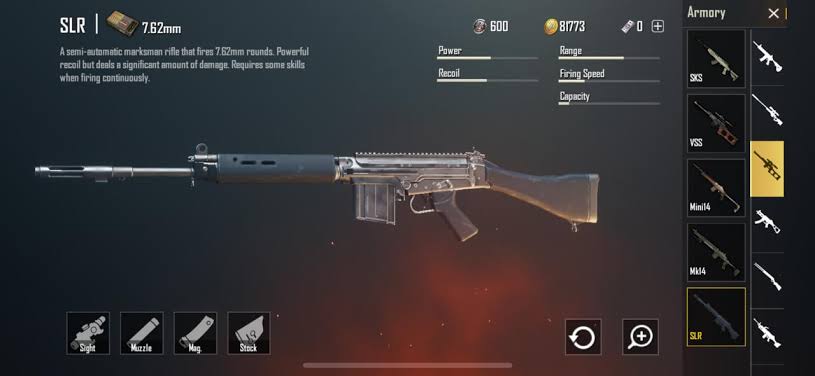 SLR | 7.62mm
600
81773
0
Armory
A semi-automatic marksman rifle that fires 7.62mm rounds. Powerful
recoil but deals a significant amount of damage. Requires some skills
when firing continuously.
Power
Range
Recoil
Firing Speed
Capacity
SKS
VSS
Mini14
Mk14
SLR
Sight
Muzzle
Mag.
Stock